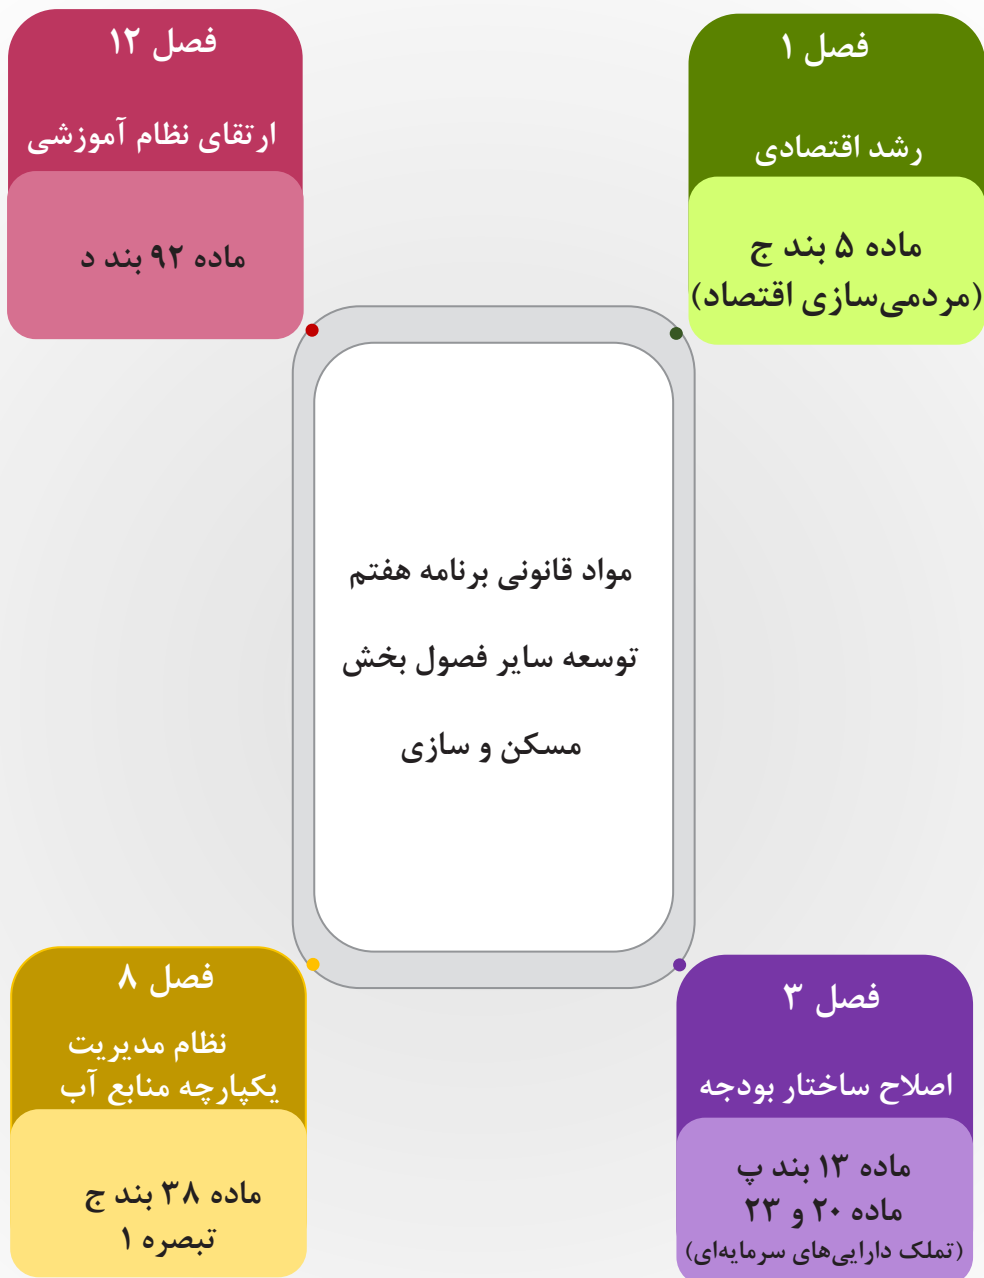 فصل ۱
رشد اقتصادی
ماده ۵ بند ج
(مردمی‌سازی اقتصاد)
فصل ۱۲
ارتقای نظام آموزشی
ماده ۹۲ بند د
مواد قانونی برنامه هفتم
توسعه سایر فصول بخش
مسکن و سازی
فصل ۳
اصلاح ساختار بودجه
ماده ۱۳ بند پ
ماده ۲۰ و ۲۳
(تملک دارایی‌های سرمایه‌ای)
فصل ۸
نظام مدیریت
یکپارچه منابع آب
ماده ۳۸ بند ج
تبصره ۱